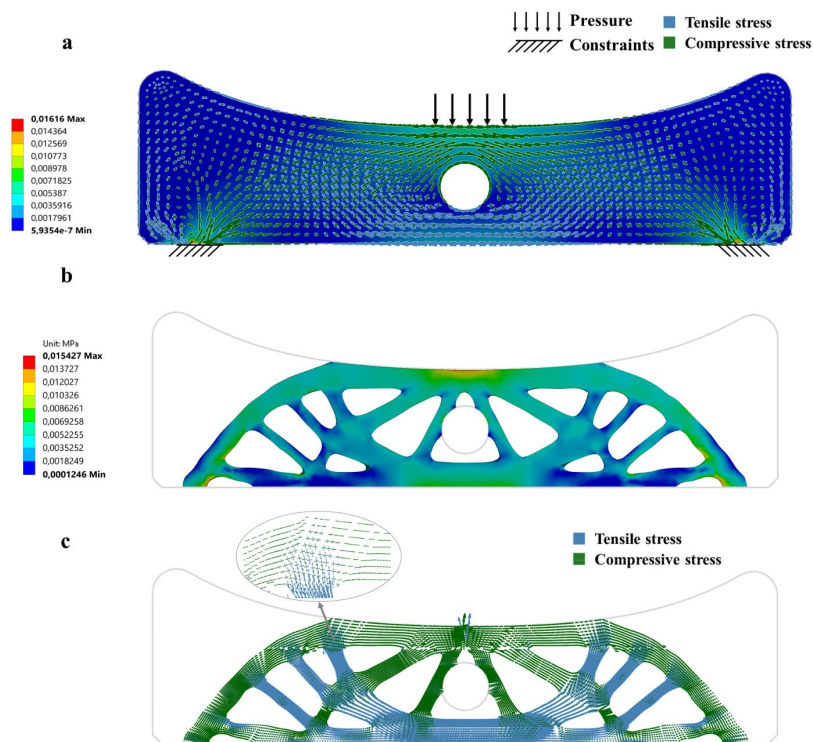 Pressure
Tensile stress
Constraints
Compressive stress
a
0,01616 Max
0,014364
0,012569
0,010773
0,008978
0,0071825
0,005387
0,0035916
0,0017961
5,9354e-7 Min
b
Unit: MPa
0,015427 Max
0,013727
0,012027
0,010326
0,0086261
0,0069258
0,0052255
0,0035252
0,0018249
0,0001246 Min
c
Tensile stress
Compressive stress